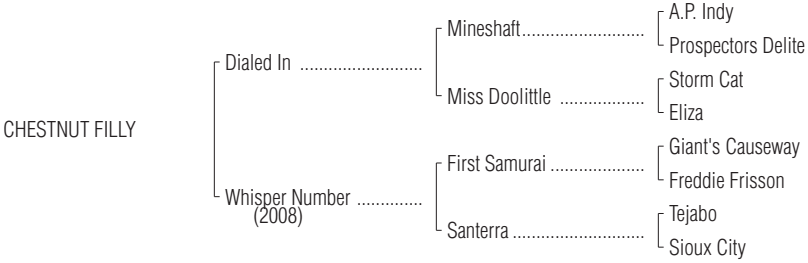 A.P. Indy
Mineshaft........................
Prospectors Delite
Dialed In ........................
Storm Cat
Miss Doolittle .................
Eliza
CHESTNUT FILLY
Giant's Causeway
First Samurai ...................
Freddie Frisson
Whisper Number .............
(2008)
Tejabo
Santerra ..........................
Sioux City